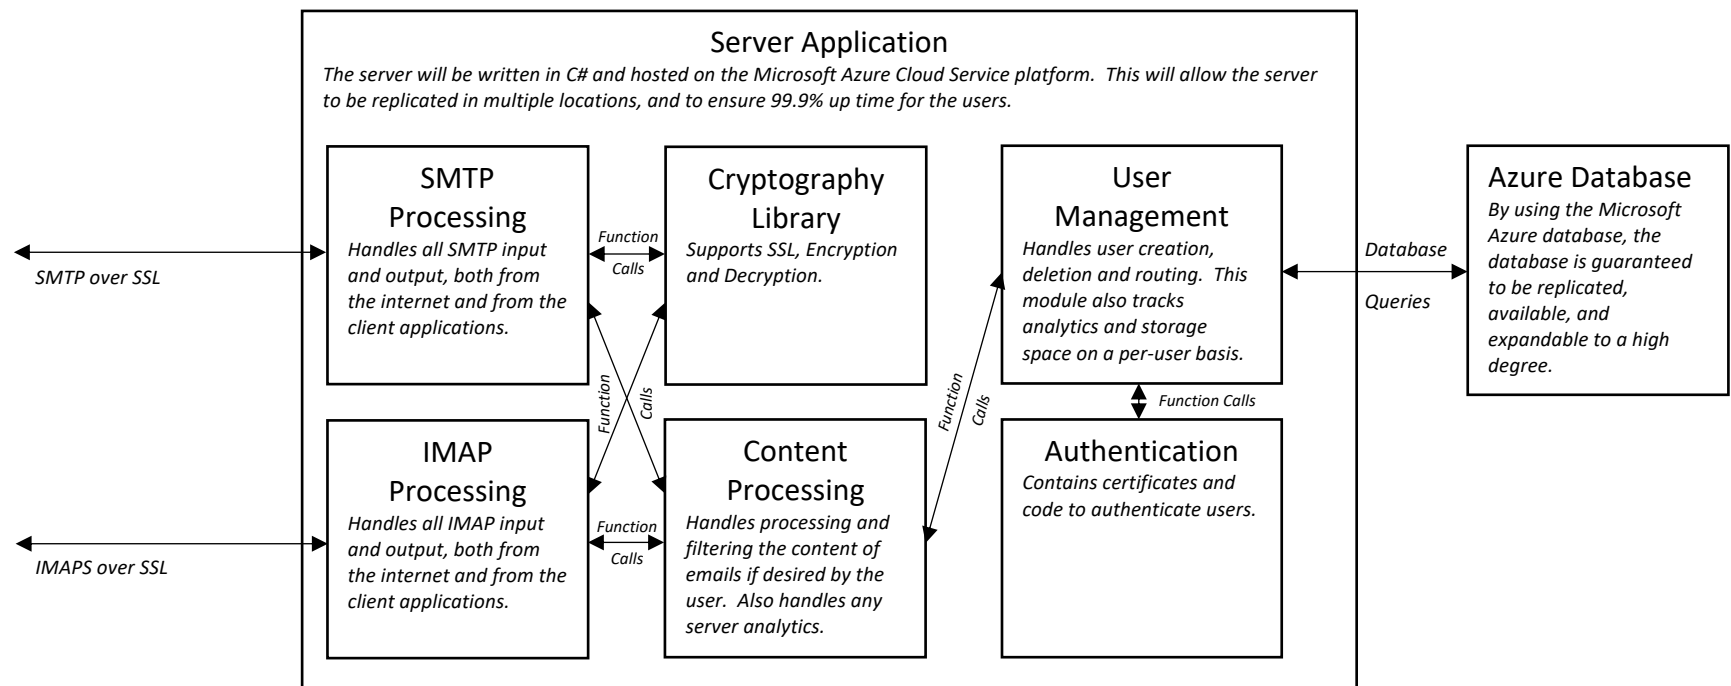 Server Application
The server will be written in C# and hosted on the Microsoft Azure Cloud Service platform.  This will allow the server
to be replicated in multiple locations, and to ensure 99.9% up time for the users.
SMTP
Processing
Handles all SMTP input
and output, both from
the internet and from the
client applications.
Cryptography
Library
Supports SSL, Encryption
and Decryption.
User
Management
Handles user creation,
deletion and routing.  This
module also tracks
analytics and storage
space on a per-user basis.
Azure Database
By using the Microsoft
Azure database, the
database is guaranteed
to be replicated,
available, and
expandable to a high
degree.
SMTP over SSL
Function
Calls
Database
Queries
Function
Calls
Function
Calls
Function Calls
IMAP
Processing
Handles all IMAP input
and output, both from
the internet and from the
client applications.
Content
Processing
Handles processing and
filtering the content of
emails if desired by the
user.  Also handles any
server analytics.
Authentication
Contains certificates and
code to authenticate users.
IMAPS over SSL
Function
Calls